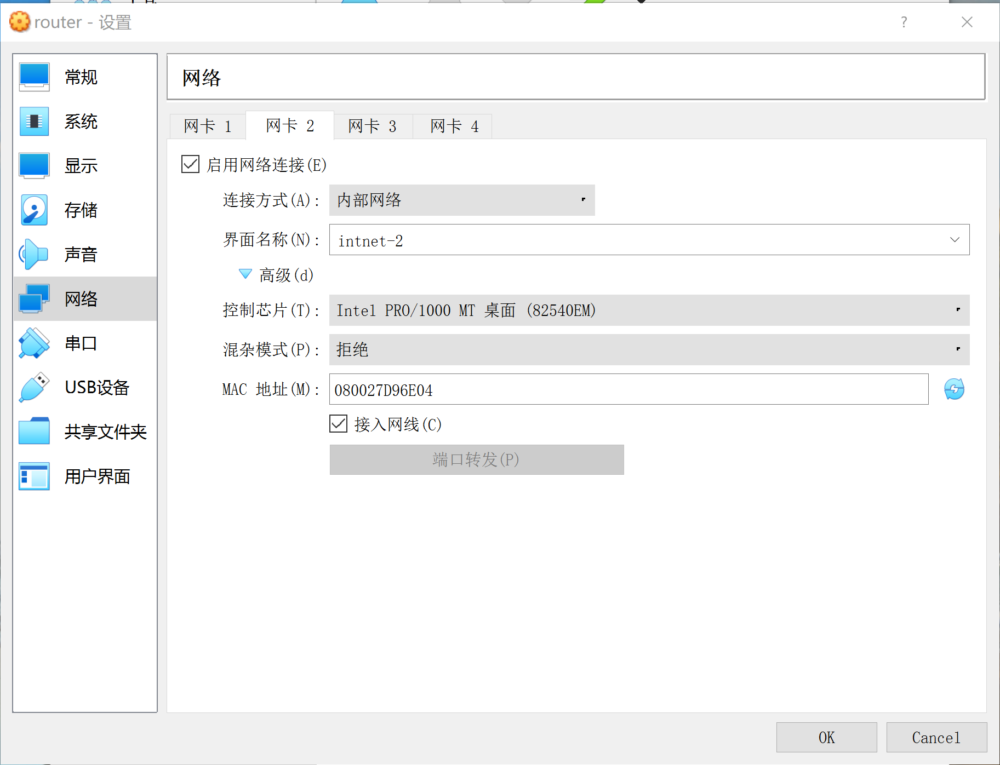 router - 设置
?
常规
系统
显示
存储
声音
网络
串口
USB设备
共享文件夹
用户界面
网络
网卡 1
网卡 2
网卡 3
网卡 4
启用网络连接(E)
连接方式(A): 内部网络
界面名称(N): intnet-2
高级(d)
控制芯片(T): Intel PRO/1000 MT 桌面 (82540EM)
混杂模式(P): 拒绝
MAC 地址(M): 080027D96E04
接入网线(C)
端口转发(P)
OK
Cancel